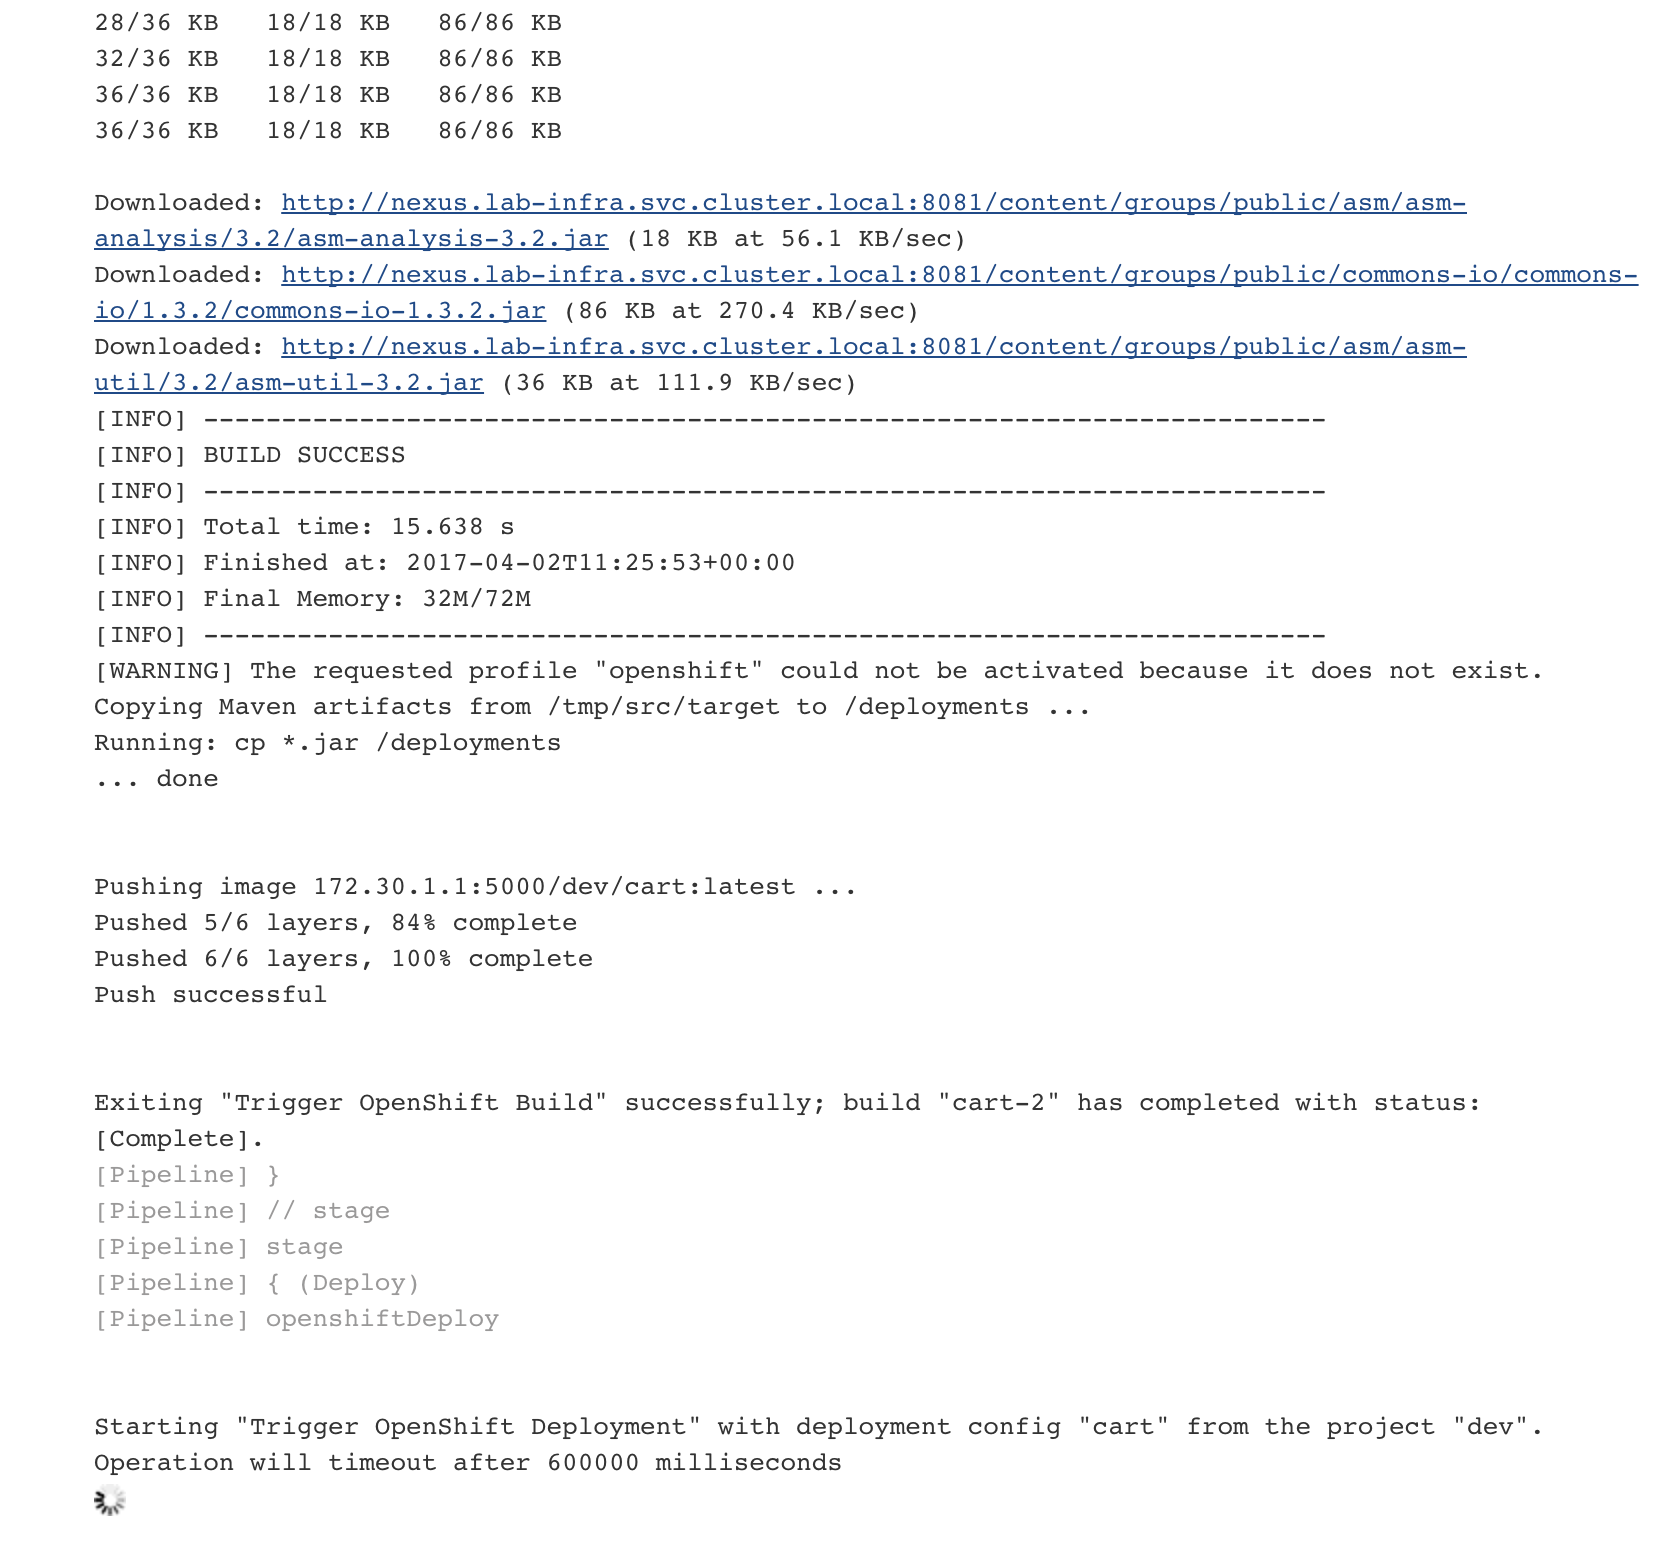 28/36 KB   18/18 KB   86/86 KB
32/36 KB   18/18 KB   86/86 KB
36/36 KB   18/18 KB   86/86 KB
36/36 KB   18/18 KB   86/86 KB
Downloaded: http://nexus.lab-infra.svc.cluster.local:8081/content/groups/public/asm/asm-
analysis/3.2/asm-analysis-3.2.jar (18 KB at 56.1 KB/sec)
Downloaded: http://nexus.lab-infra.svc.cluster.local:8081/content/groups/public/commons-io/commons-
io/1.3.2/commons-io-1.3.2.jar (86 KB at 270.4 KB/sec)
Downloaded: http://nexus.lab-infra.svc.cluster.local:8081/content/groups/public/asm/asm-
util/3.2/asm-util-3.2.jar (36 KB at 111.9 KB/sec)
[INFO] ------------------------------------------------------------------------
[INFO] BUILD SUCCESS
[INFO] ------------------------------------------------------------------------
[INFO] Total time: 15.638 s
[INFO] Finished at: 2017-04-02T11:25:53+00:00
[INFO] Final Memory: 32M/72M
[INFO] ------------------------------------------------------------------------
[WARNING] The requested profile "openshift" could not be activated because it does not exist.
Copying Maven artifacts from /tmp/src/target to /deployments ...
Running: cp *.jar /deployments
... done
Pushing image 172.30.1.1:5000/dev/cart:latest ...
Pushed 5/6 layers, 84% complete
Pushed 6/6 layers, 100% complete
Push successful
Exiting "Trigger OpenShift Build" successfully; build "cart-2" has completed with status:
[Complete].
[Pipeline] }
[Pipeline] // stage
[Pipeline] stage
[Pipeline] { (Deploy)
[Pipeline] openshiftDeploy
Starting "Trigger OpenShift Deployment" with deployment config "cart" from the project "dev".
Operation will timeout after 600000 milliseconds